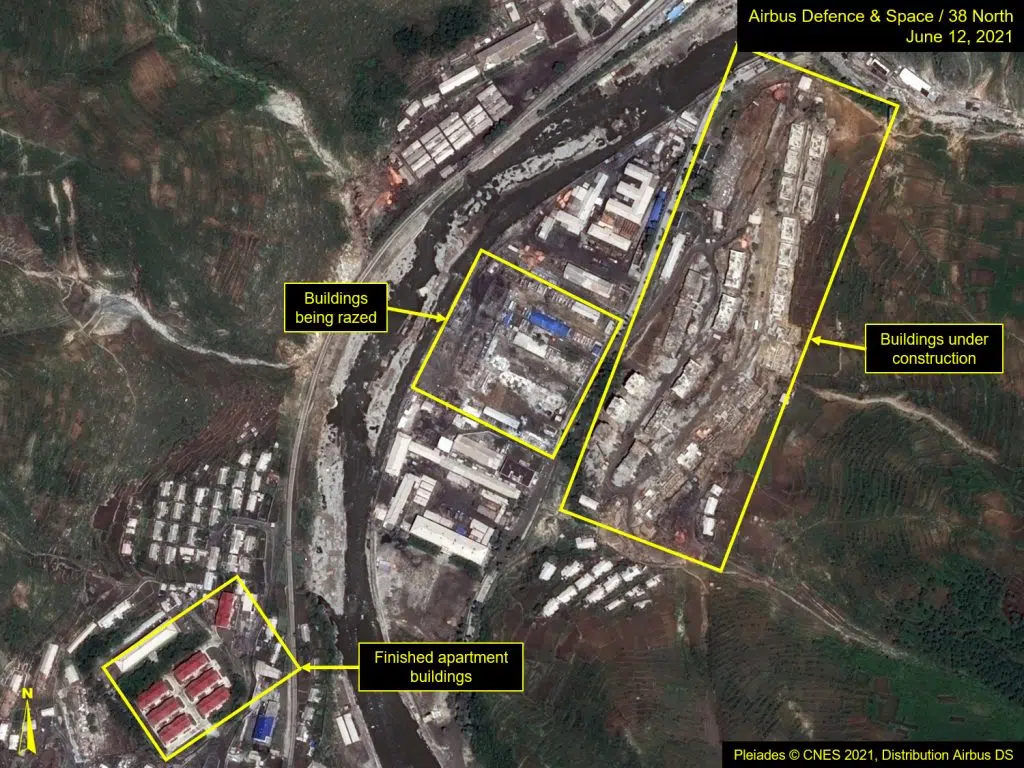 Airbus Defence & Space / 38 North
June 12, 2021
Buildings
being razed
Buildings under
construction
Finished apartment
buildings
N
Pleiades © CNES 2021, Distribution Airbus DS